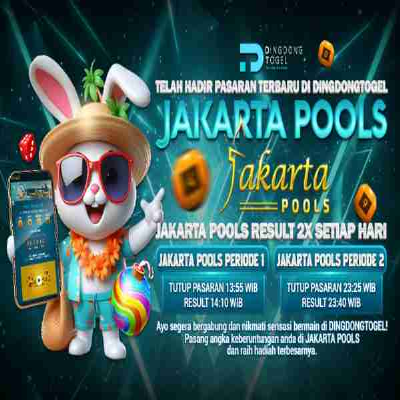 DINGDONG
TOGEL
TELAH HADIR PASARAN TERBARU DI DINGDONGTOGEL
JAKARTA POOLS
Jakarta
POOLS
JAKARTA POOLS RESULT 2X SETIAP HARI
JAKARTA POOLS PERIODE 1
TUTUP PASARAN 13:55 WIB
RESULT 14:10 WIB
JAKARTA POOLS PERIODE 2
TUTUP PASARAN 23:25 WIB
RESULT 23:40 WIB
Ayo segera bergabung dan nikmati sensasi bermain di DINGDONGTOGEL!
Pasang angka keberuntungan anda di JAKARTA POOLS
dan raih hadiah terbesarnya.